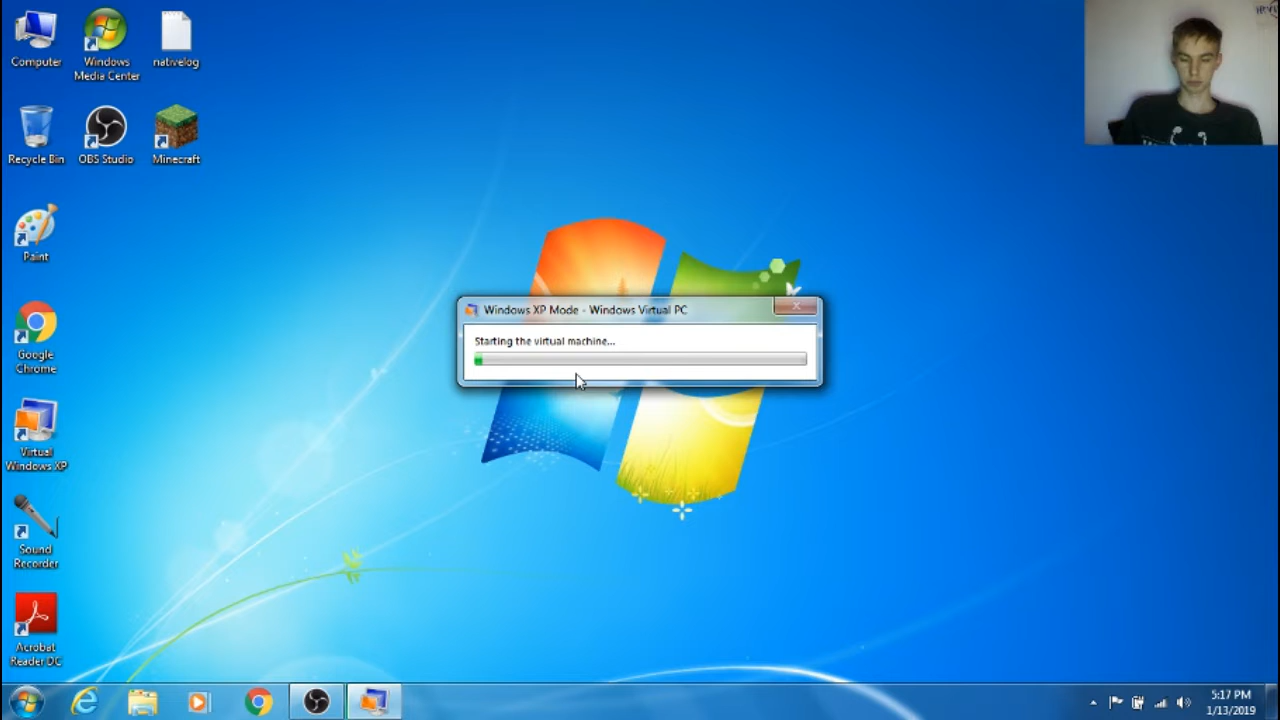 Computer
Windows
Media Center
nativelog
Recycle Bin
OBS Studio
Minecraft
Paint
Google
Chrome
Virtual
Windows XP
Sound
Recorder
Acrobat
Reader DC
Windows XP Mode - Windows Virtual PC
Starting the virtual machine...
5:17 PM
1/13/2019